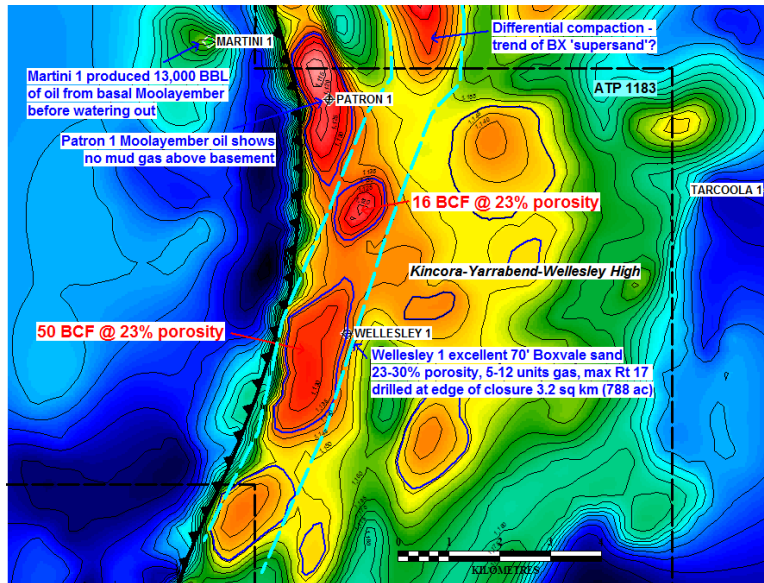 MARTINI 1
Differential compaction -
trend of BX 'supersand'?
Martini 1 produced 13,000 BBL
of oil from basal Moolayember
before watering out
ATP 1183
PATRON 1
Patron 1 Moolayember oil shows
no mud gas above basement
TARCOOLA 1
16 BCF @ 23% porosity
Kincora-Yarrabend-Wellesley High
50 BCF @ 23% porosity
WELLESLEY 1
Wellesley 1 excellent 70' Boxvale sand
23-30% porosity, 5-12 units gas, max Rt 17
drilled at edge of closure 3.2 sq km (788 ac)
0 1 2 3
KILOMETRES